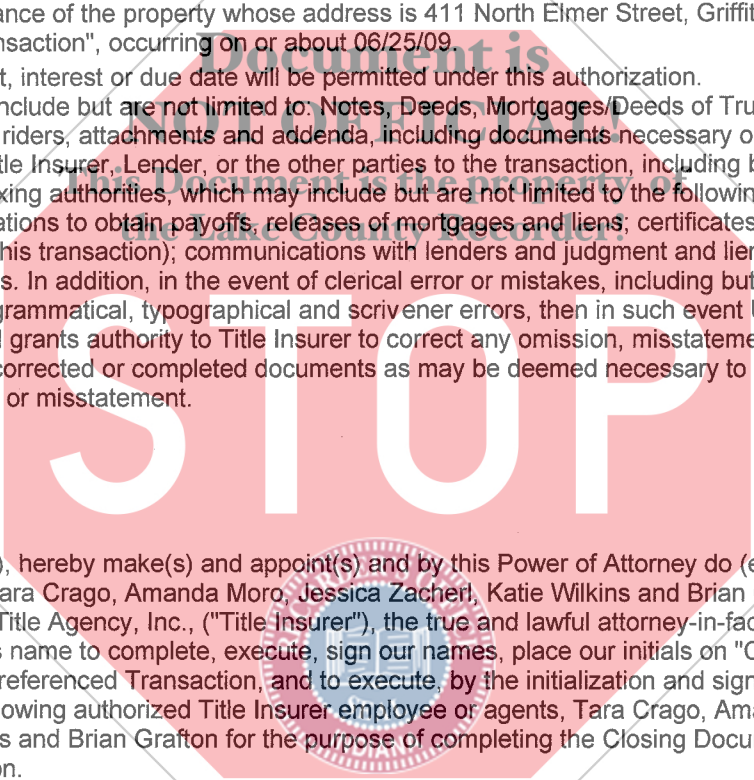 ance of the property whose address is 411 North Elmer Street, Griffit
nsaction", occurring on or about 06/25/09.
Document is
t, interest or due date will be permitted under this authorization.
nclude but are not limited to: Notes, Deeds, Mortgages/Deeds of Tru
NOT OFFICIAL!
riders, attachments and addenda, including documents necessary o
tle Insurer, Lender, or the other parties to the transaction, including b
This Document is the property of
xing authorities, which may include but are not limited to the followin
ations to obtain payoffs, releases of mortgages and liens; certificates
the Lake County Recorder!
his transaction); communications with lenders and judgment and lien
s. In addition, in the event of clerical error or mistakes, including but
grammatical, typographical and scrivener errors, then in such event
grants authority to Title Insurer to correct any omission, misstateme
corrected or completed documents as may be deemed necessary to
or misstatement.
STOP
), hereby make(s) and appoint(s) and by this Power of Attorney do (e
ara Crago, Amanda Moro, Jessica Zacherl, Katie Wilkins and Brian
Title Agency, Inc., ("Title Insurer"), the true and lawful attorney-in-fac
s name to complete, execute, sign our names, place our initials on "C
referenced Transaction, and to execute, by the initialization and sign
owing authorized Title Insurer employee or agents, Tara Crago, Ama
s and Brian Grafton for the purpose of completing the Closing Docu
on.